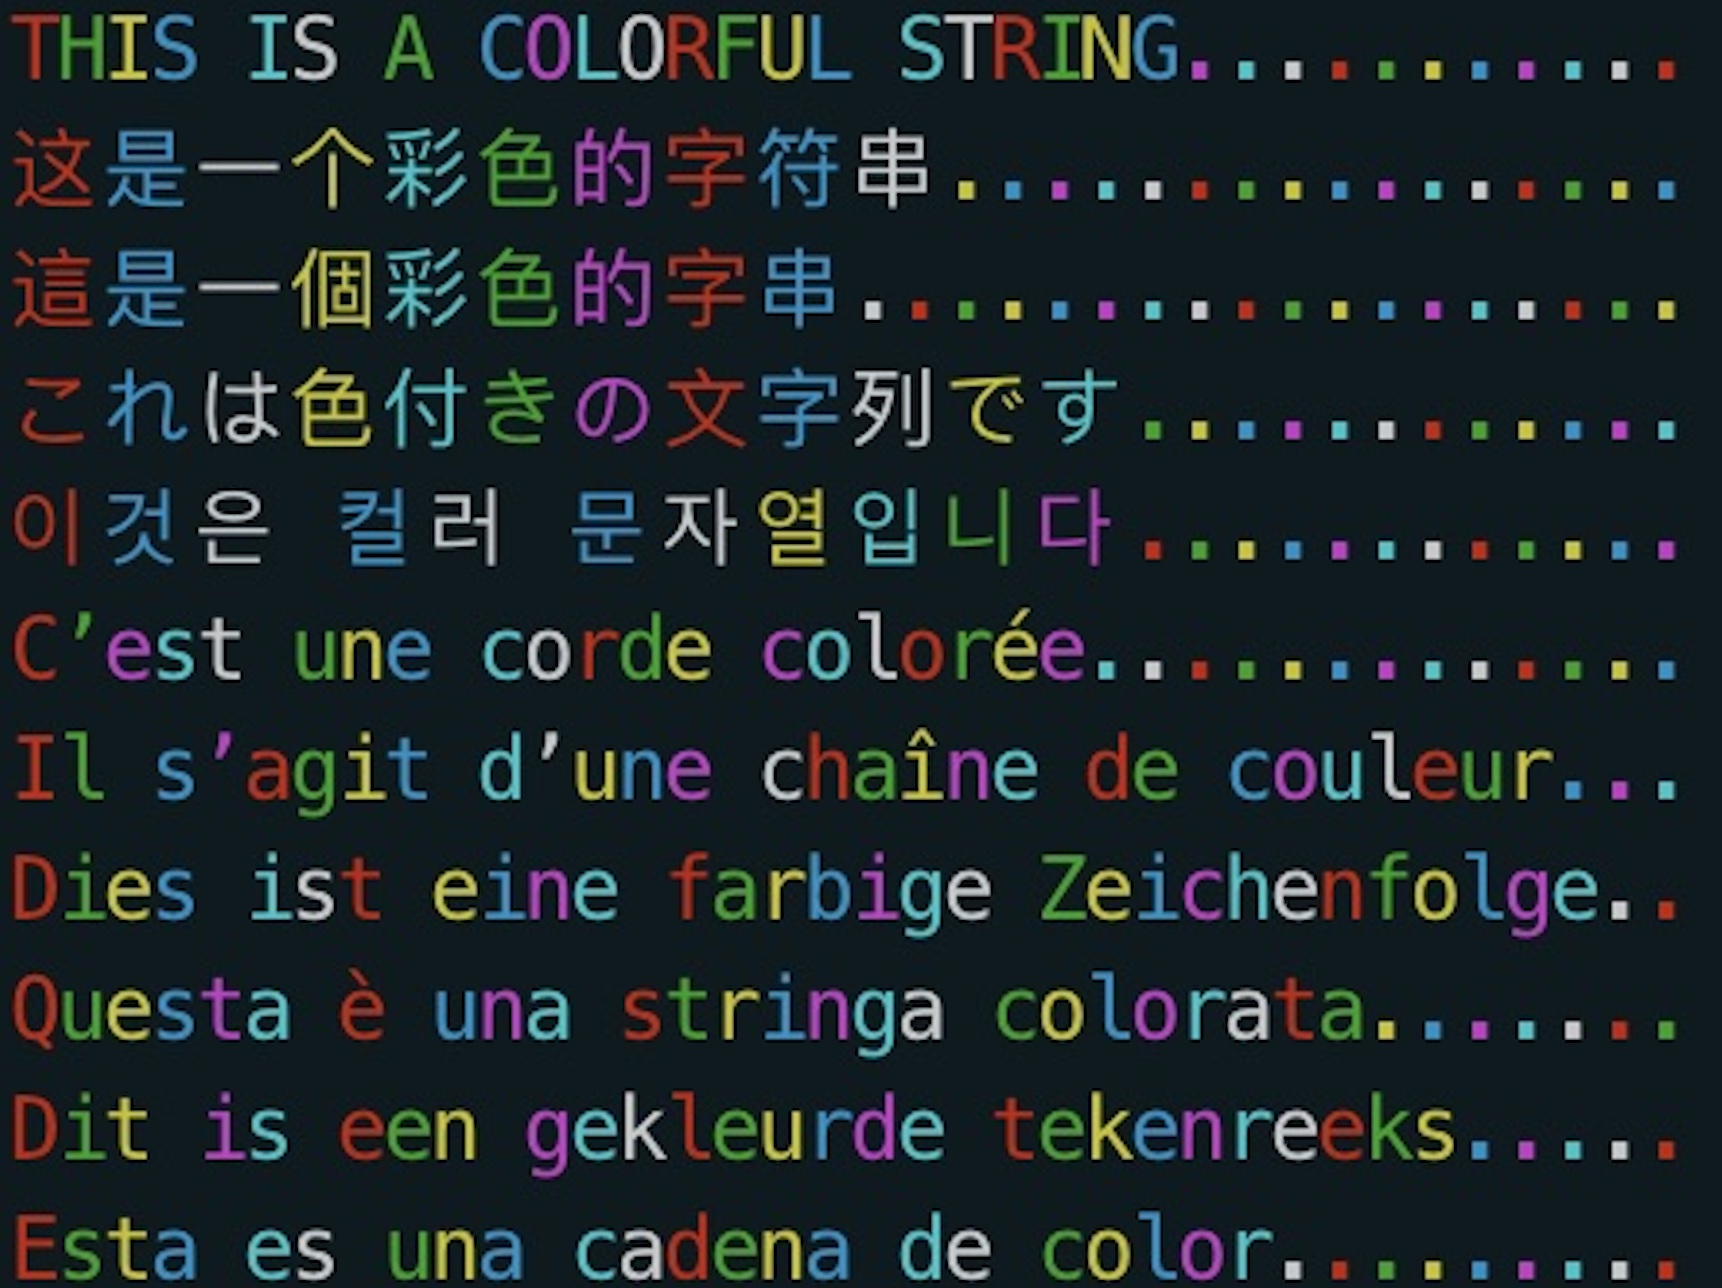 THIS IS A COLORFUL STRING...........
这是一个彩色的字符串................
這是一個彩色的字串..................
これは色付きの文字列です............
이것은 컬러 문자열입니다............
C’est une corde colorée.............
Il s’agit d’une chaîne de couleur...
Dies ist eine farbige Zeichenfolge..
Questa è una stringa colorata.......
Dit is een gekleurde tekenreeks.....
Esta es una cadena de color.........